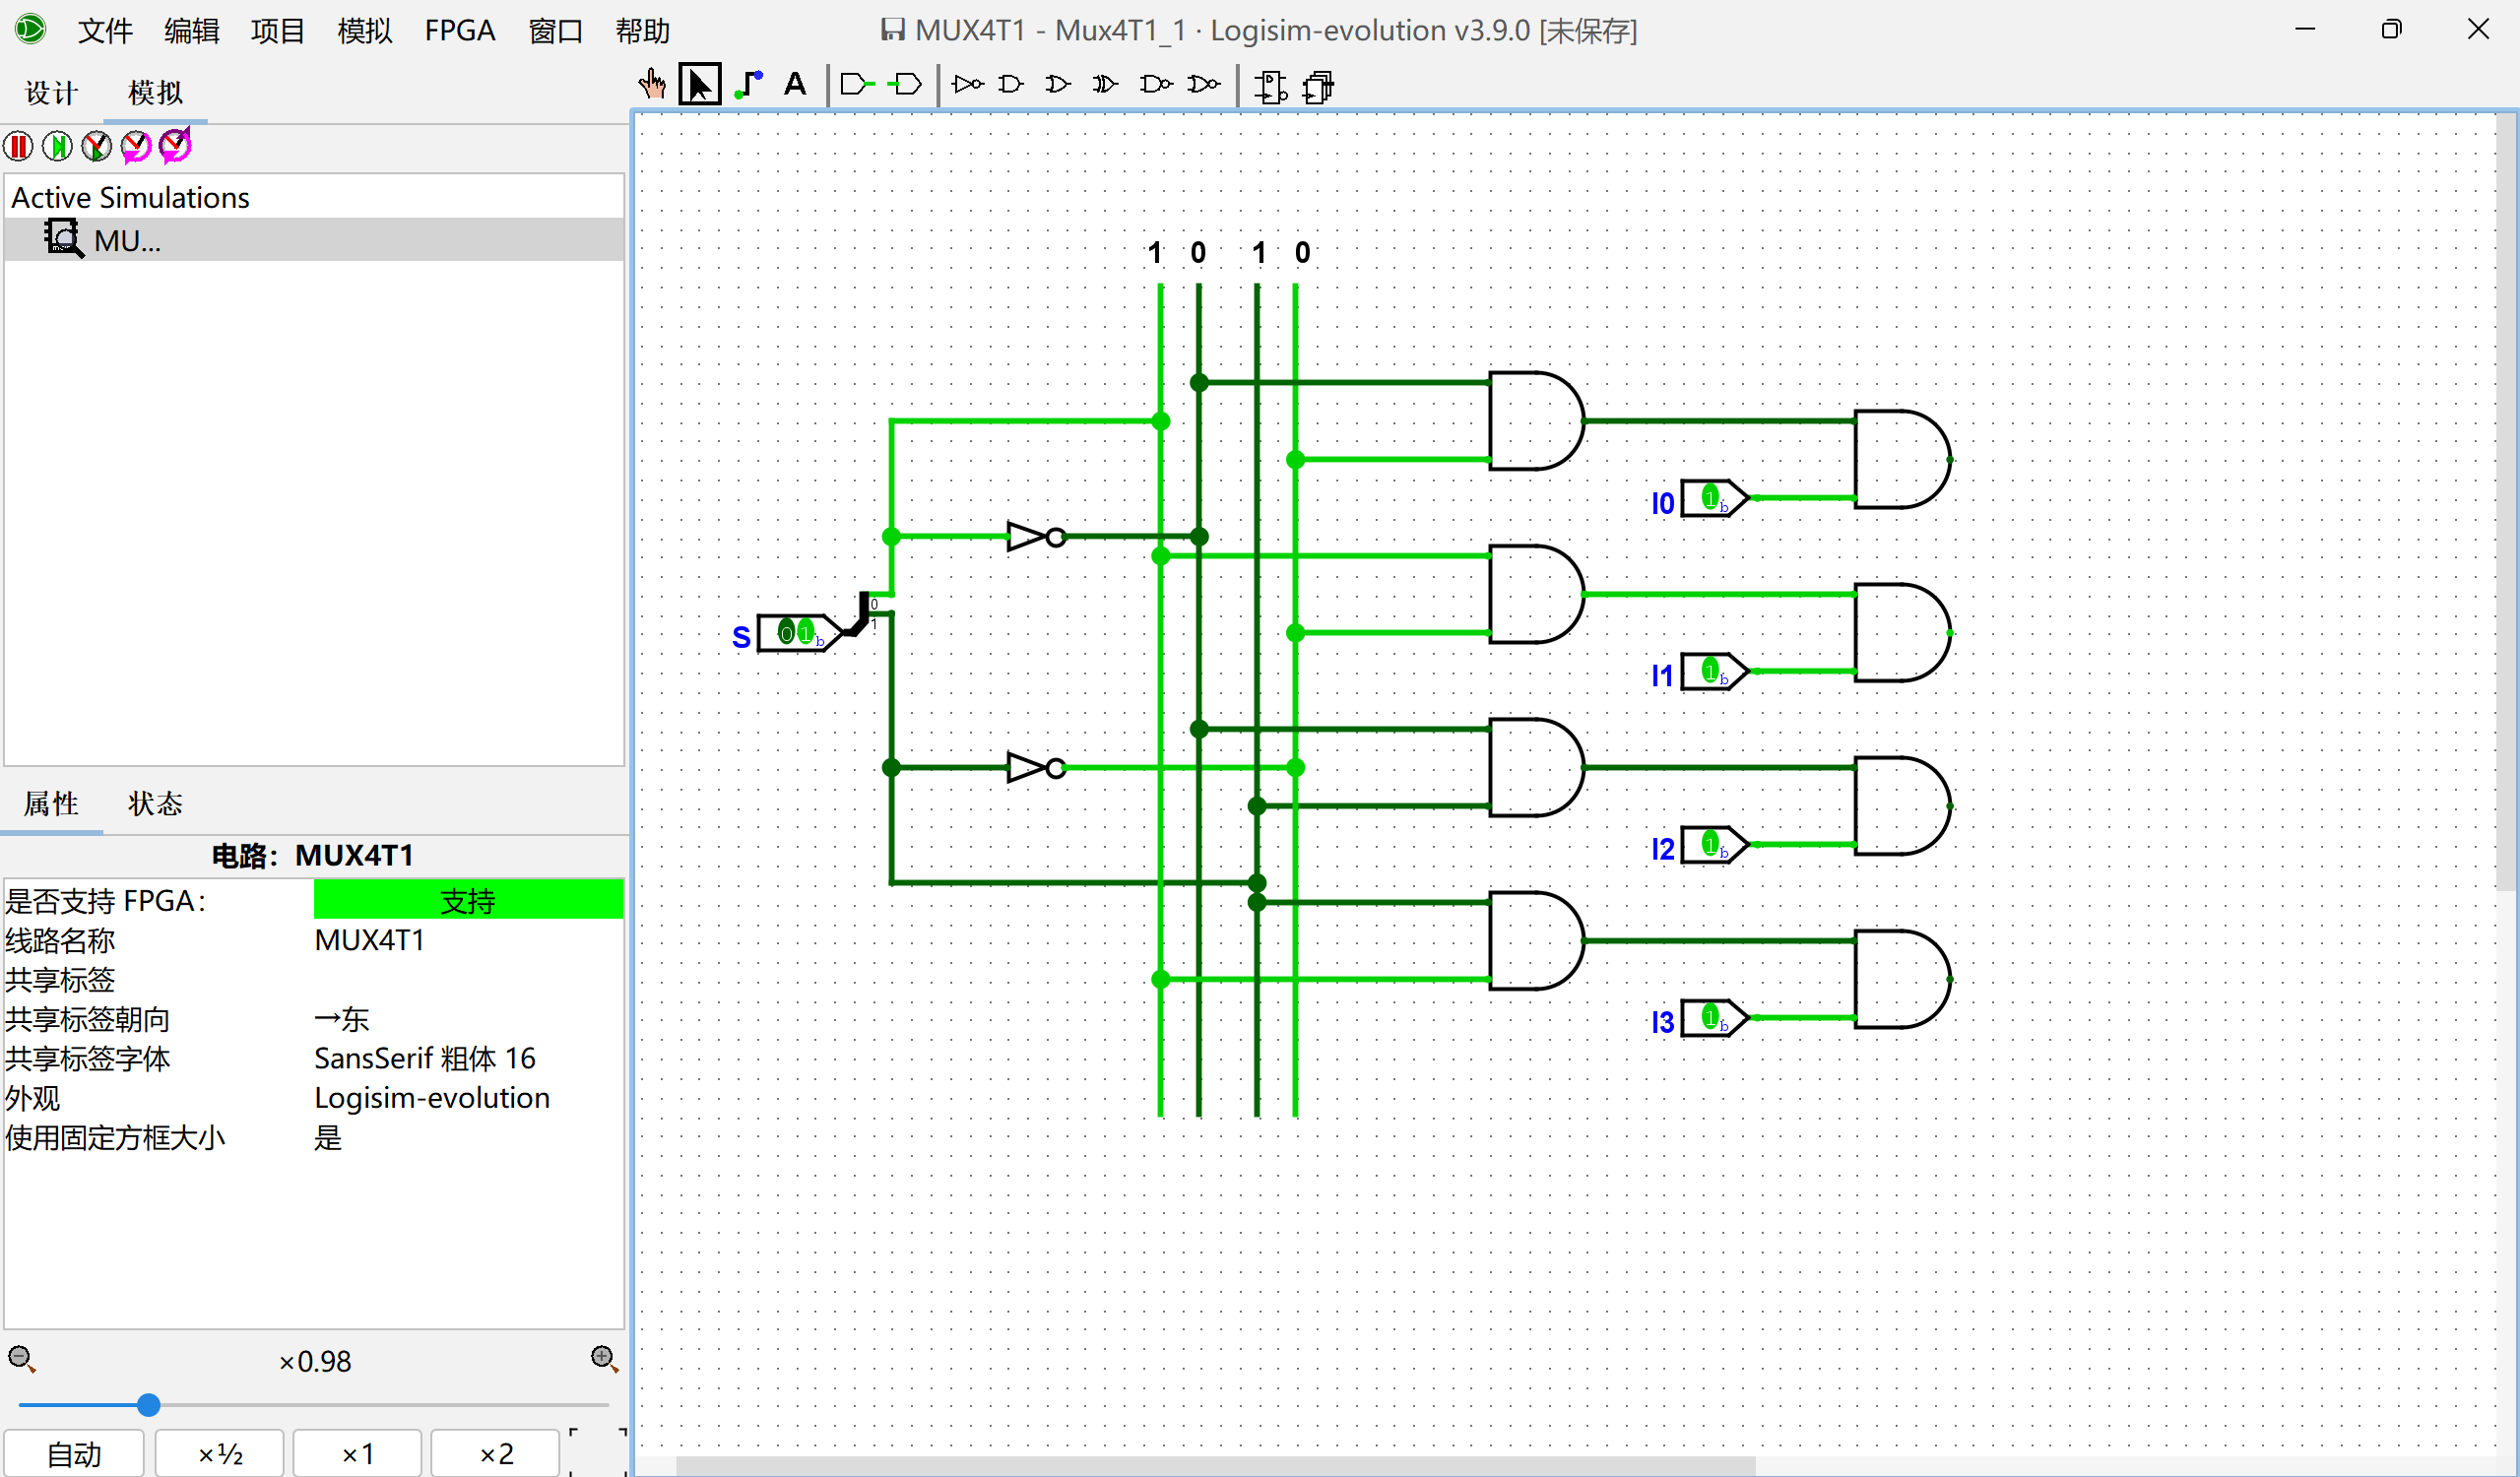 文件 编辑 项目 模拟 FPGA 窗口 帮助
MUX4T1 - Mux4T1_1 · Logisim-evolution v3.9.0 [未保存]
设计 模拟
A
Active Simulations
MU...
1 0 1 0
I0 1 b
0
1
S 0 1 b
I1 1 b
I2 1 b
I3 1 b
属性 状态
电路：MUX4T1
是否支持 FPGA： 支持
线路名称 MUX4T1
共享标签
共享标签朝向 →东
共享标签字体 SansSerif 粗体 16
外观 Logisim-evolution
使用固定方框大小 是
×0.98
自动 ×½ ×1 ×2